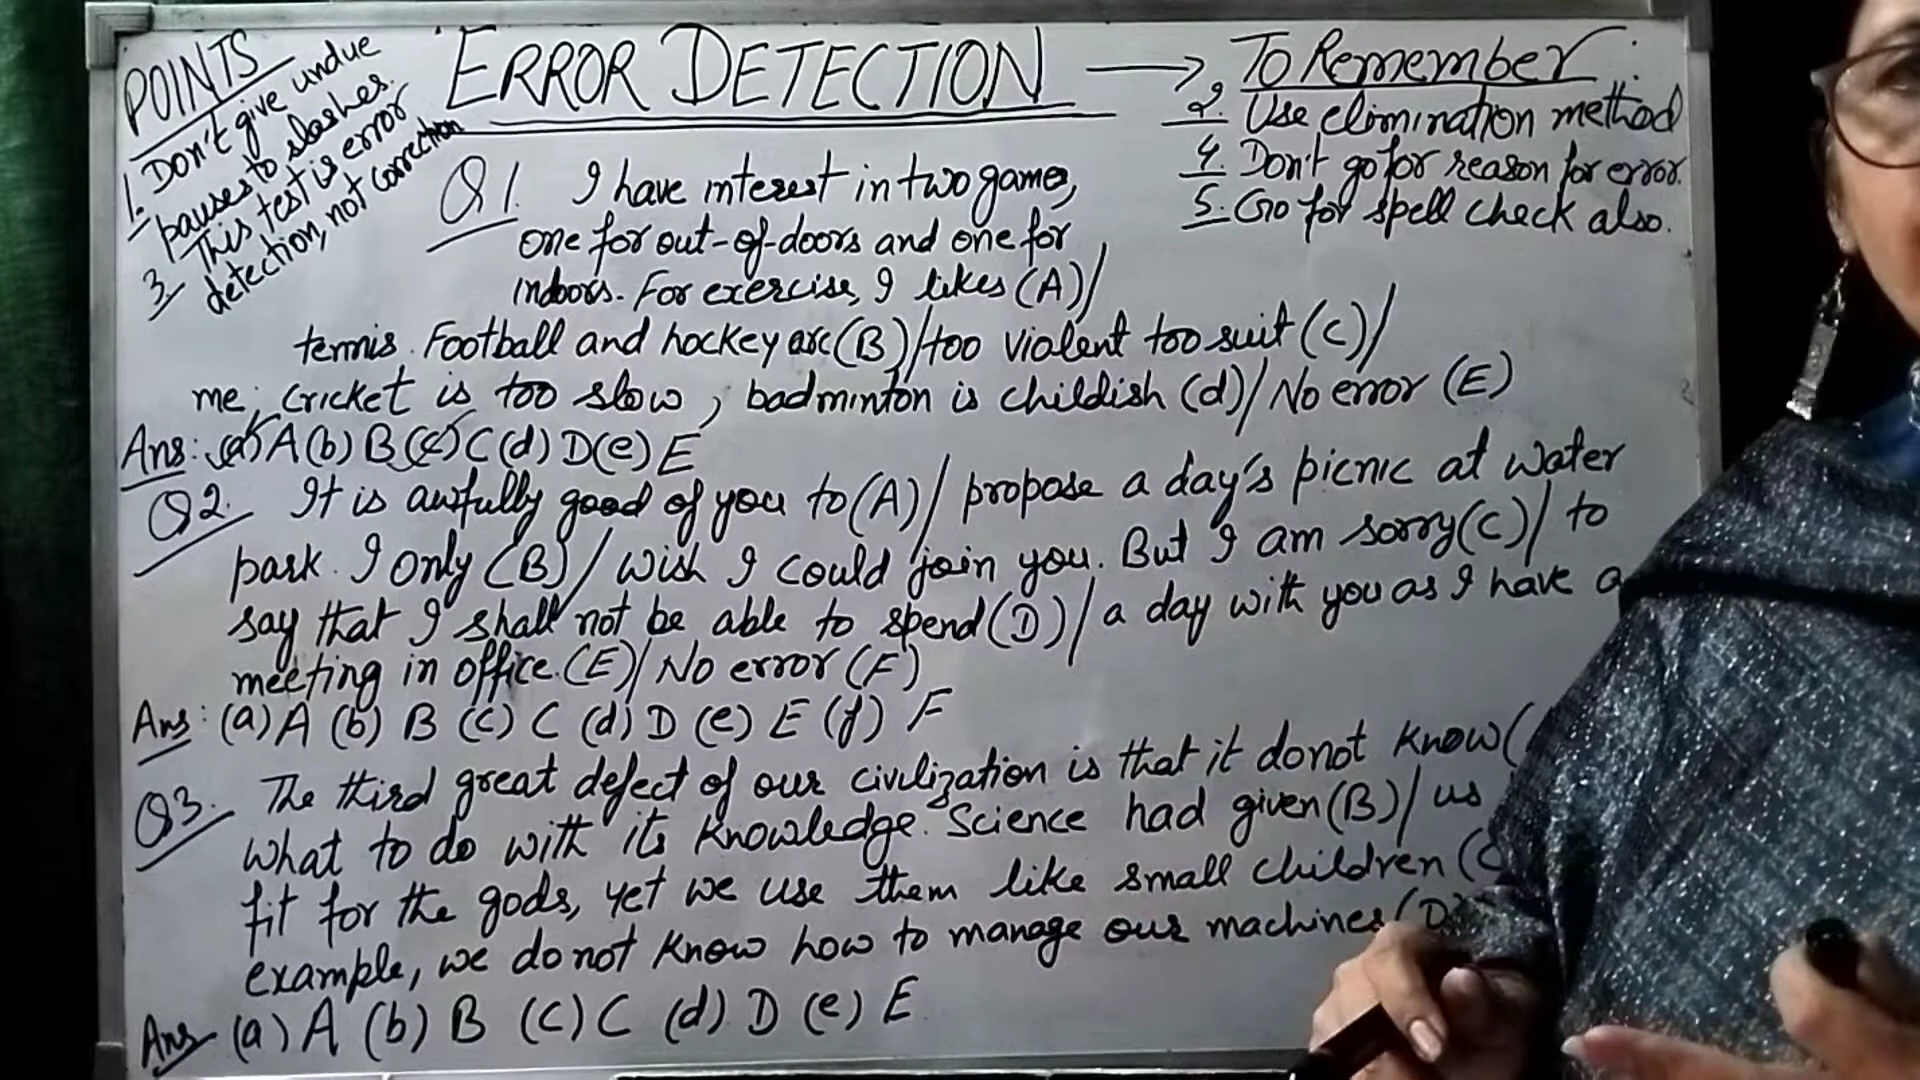 POINTS
1. Don't give undue
pauses to slashes.
3. This test is error
detection, not correction
ERROR DETECTION → To Remember:
2. Use elimination method
4. Don't go for reason for error.
5. Go for spell check also.
Q1. I have interest in two games,
one for out-of-doors and one for
indoors. For exercise, I likes (A)/
tennis. Football and hockey are (B)/ too violent too suit (C)/
me; cricket is too slow, badminton is childish (d)/ No error (E)
Ans: (a) A (b) B (c) C (d) D (e) E
Q2. It is awfully good of you to (A)/ propose a day's picnic at water
park. I only (B)/ wish I could join you. But I am sorry (C)/ to
say that I shall not be able to spend (D)/ a day with you as I have a
meeting in office. (E)/ No error (F)
Ans: (a) A (b) B (c) C (d) D (e) E (f) F
Q3. The third great defect of our civilization is that it do not know (
what to do with its knowledge. Science had given (B)/ us
fit for the gods, yet we use them like small children (C
example, we do not know how to manage our machines (D)
Ans (a) A (b) B (c) C (d) D (e) E